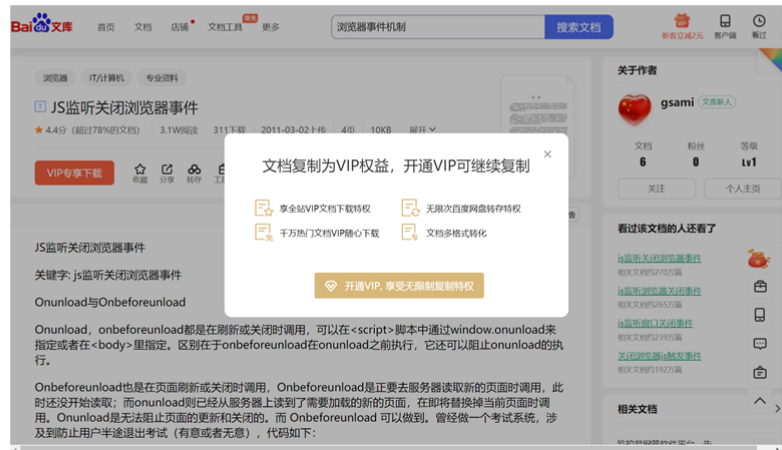 Bai文库 首页 文档 店铺 文档工具 更多 浏览器事件机制 搜索文档 新客立减2元 客户端 看过
浏览器 IT/计算机 专业资料
JS监听关闭浏览器事件
4.4分 (超过78%的文档) 3.1W阅读 311下载 2011-03-02上传 4页 10KB 展开
VIP专享下载 收藏 分享 转存
文档复制为VIP权益，开通VIP可继续复制
享全站VIP文档下载特权 无限次百度网盘转存特权
千万热门文档VIP随心下载 文档多格式转化
开通VIP, 享受无限制复制特权
JS监听关闭浏览器事件
关键字: js监听关闭浏览器事件
Onunload与Onbeforeunload
Onunload，onbeforeunload都是在刷新或关闭时调用，可以在<script>脚本中通过window.onunload来
指定或者在<body>里指定。区别在于onbeforeunload在onunload之前执行，它还可以阻止onunload的执
行。
Onbeforeunload也是在页面刷新或关闭时调用，Onbeforeunload是正要去服务器读取新的页面时调用，此
时还没开始读取；而onunload则已经从服务器上读到了需要加载的新的页面，在即将替换掉当前页面时调
用。Onunload是无法阻止页面的更新和关闭的。而 Onbeforeunload 可以做到。曾经做一个考试系统，涉
及到防止用户半途退出考试（有意或者无意），代码如下：
关于作者
gsami 文库新人
文档 粉丝 等级
6 0 Lv1
关注 个人主页
看过该文档的人还看了
js监听关闭浏览器事件
相关文档约270万篇
js监听浏览器关闭事件
相关文档约265万篇
js监听窗口关闭事件
相关文档约239万篇
关闭浏览器js触发事件
相关文档约192万篇
相关文档